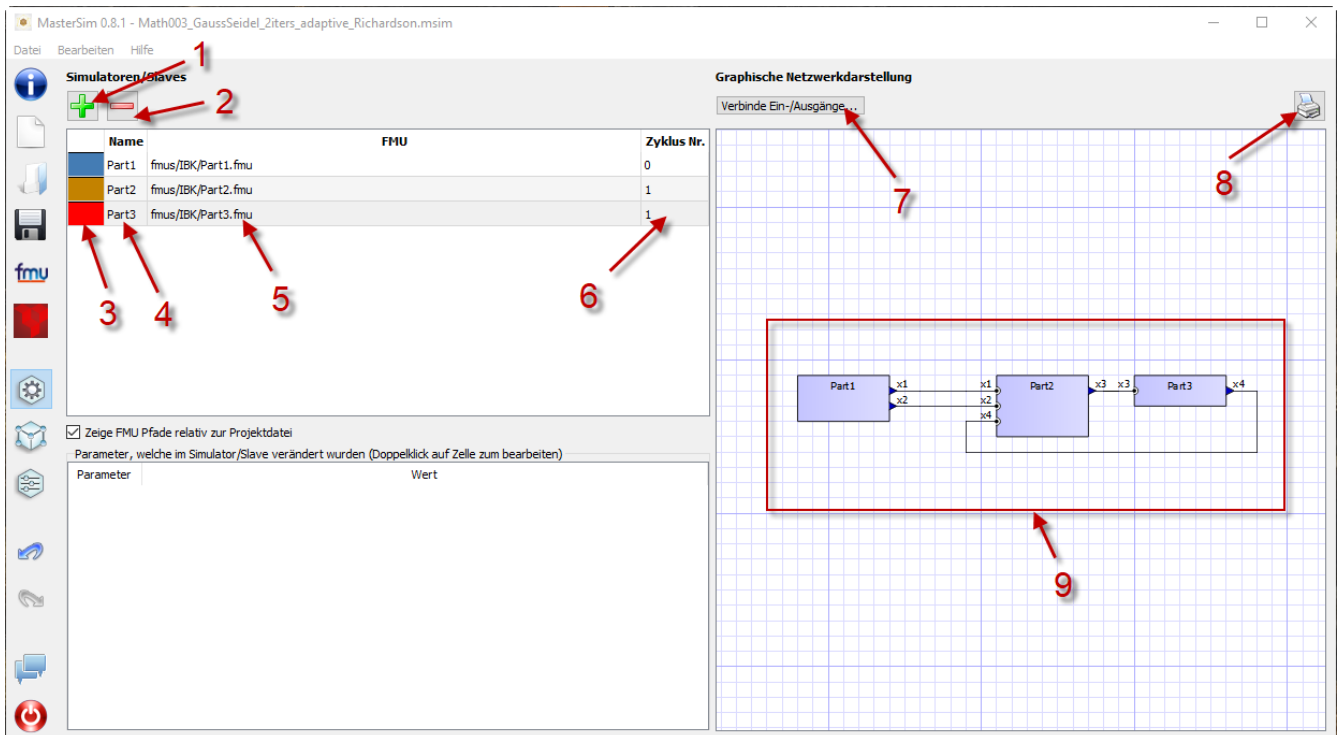 MasterSim 0.8.1 - Math003_GaussSeidel_2iters_adaptive_Richardson.msim
Datei Bearbeiten Hilfe
1
Simulatoren/Slaves
Graphische Netzwerkdarstellung
2
Verbinde Ein-/Ausgänge...
Name FMU Zyklus Nr.
Part1 fmus/IBK/Part1.fmu 0
Part2 fmus/IBK/Part2.fmu 1
Part3 fmus/IBK/Part3.fmu 1
7
8
fmu
3 4 5 6
Part1 x1 x1 Part2 x3 x3 Part3 x4
x2 x2
x4
Zeige FMU Pfade relativ zur Projektdatei
Parameter, welche im Simulator/Slave verändert wurden (Doppelklick auf Zelle zum bearbeiten)
Parameter Wert
9